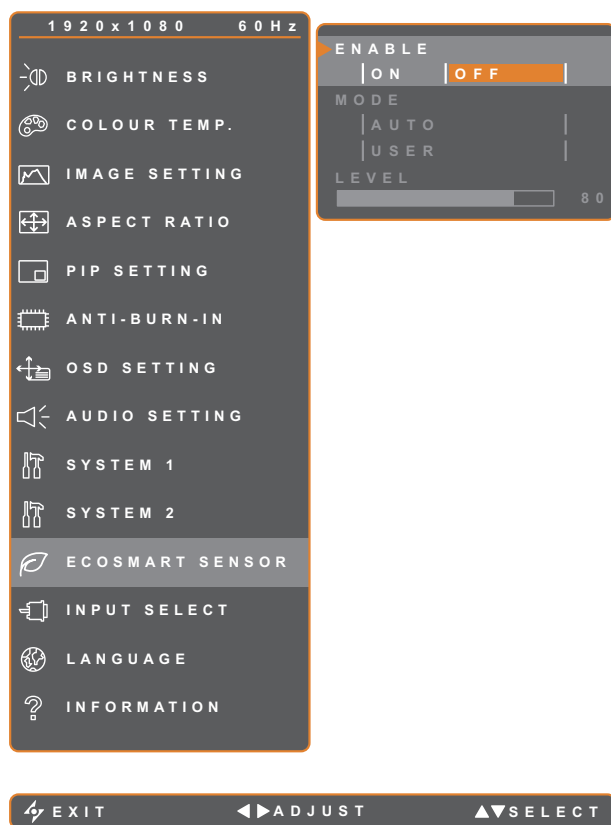 1920x1080 60Hz
BRIGHTNESS
COLOUR TEMP.
IMAGE SETTING
ASPECT RATIO
PIP SETTING
ANTI-BURN-IN
OSD SETTING
AUDIO SETTING
SYSTEM 1
SYSTEM 2
ECOSMART SENSOR
INPUT SELECT
LANGUAGE
INFORMATION
ENABLE
ON OFF
MODE
AUTO
USER
LEVEL
80
EXIT ADJUST SELECT